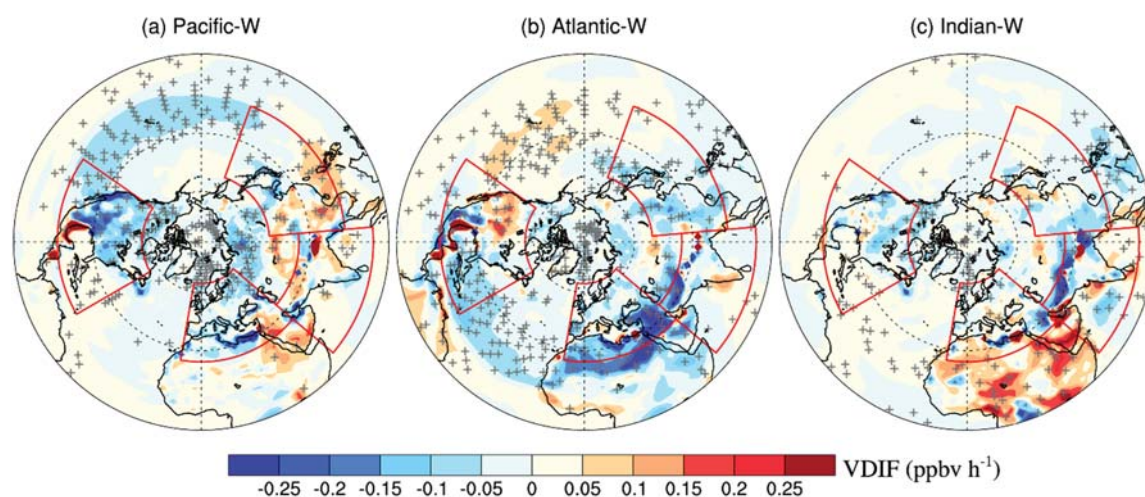 (a) Pacific-W (b) Atlantic-W (c) Indian-W
-0.25 -0.2 -0.15 -0.1 -0.05 0 0.05 0.1 0.15 0.2 0.25 VDIF (ppbv h⁻¹)